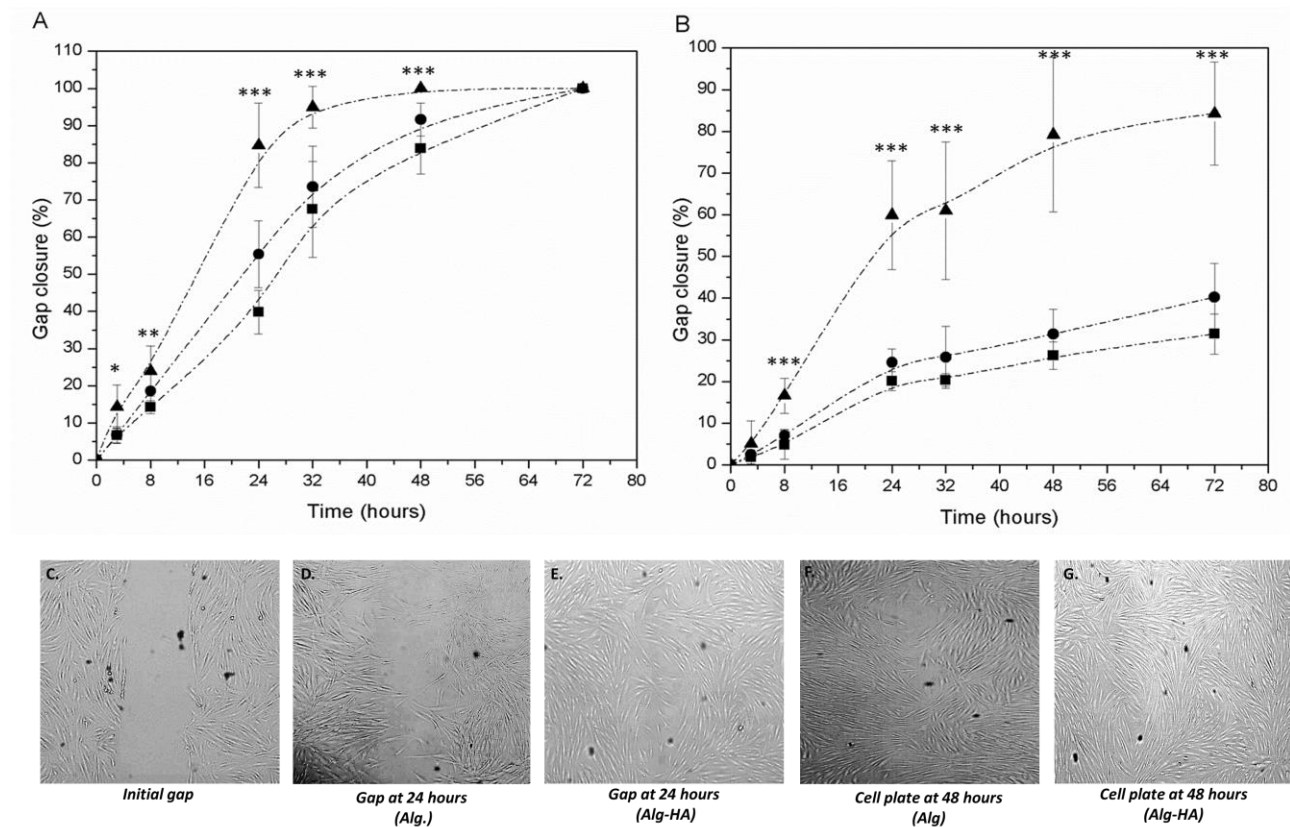 A
B
110
100
90
80
70
60
50
40
30
20
10
0
Gap closure (%)
*
**
***
***
***
0 8 16 24 32 40 48 56 64 72 80
Time (hours)
100
90
80
70
60
50
40
30
20
10
0
Gap closure (%)
***
***
***
***
***
0 8 16 24 32 40 48 56 64 72 80
Time (hours)
C.
D.
E.
F.
G.
Initial gap
Gap at 24 hours
(Alg.)
Gap at 24 hours
(Alg-HA)
Cell plate at 48 hours
(Alg)
Cell plate at 48 hours
(Alg-HA)